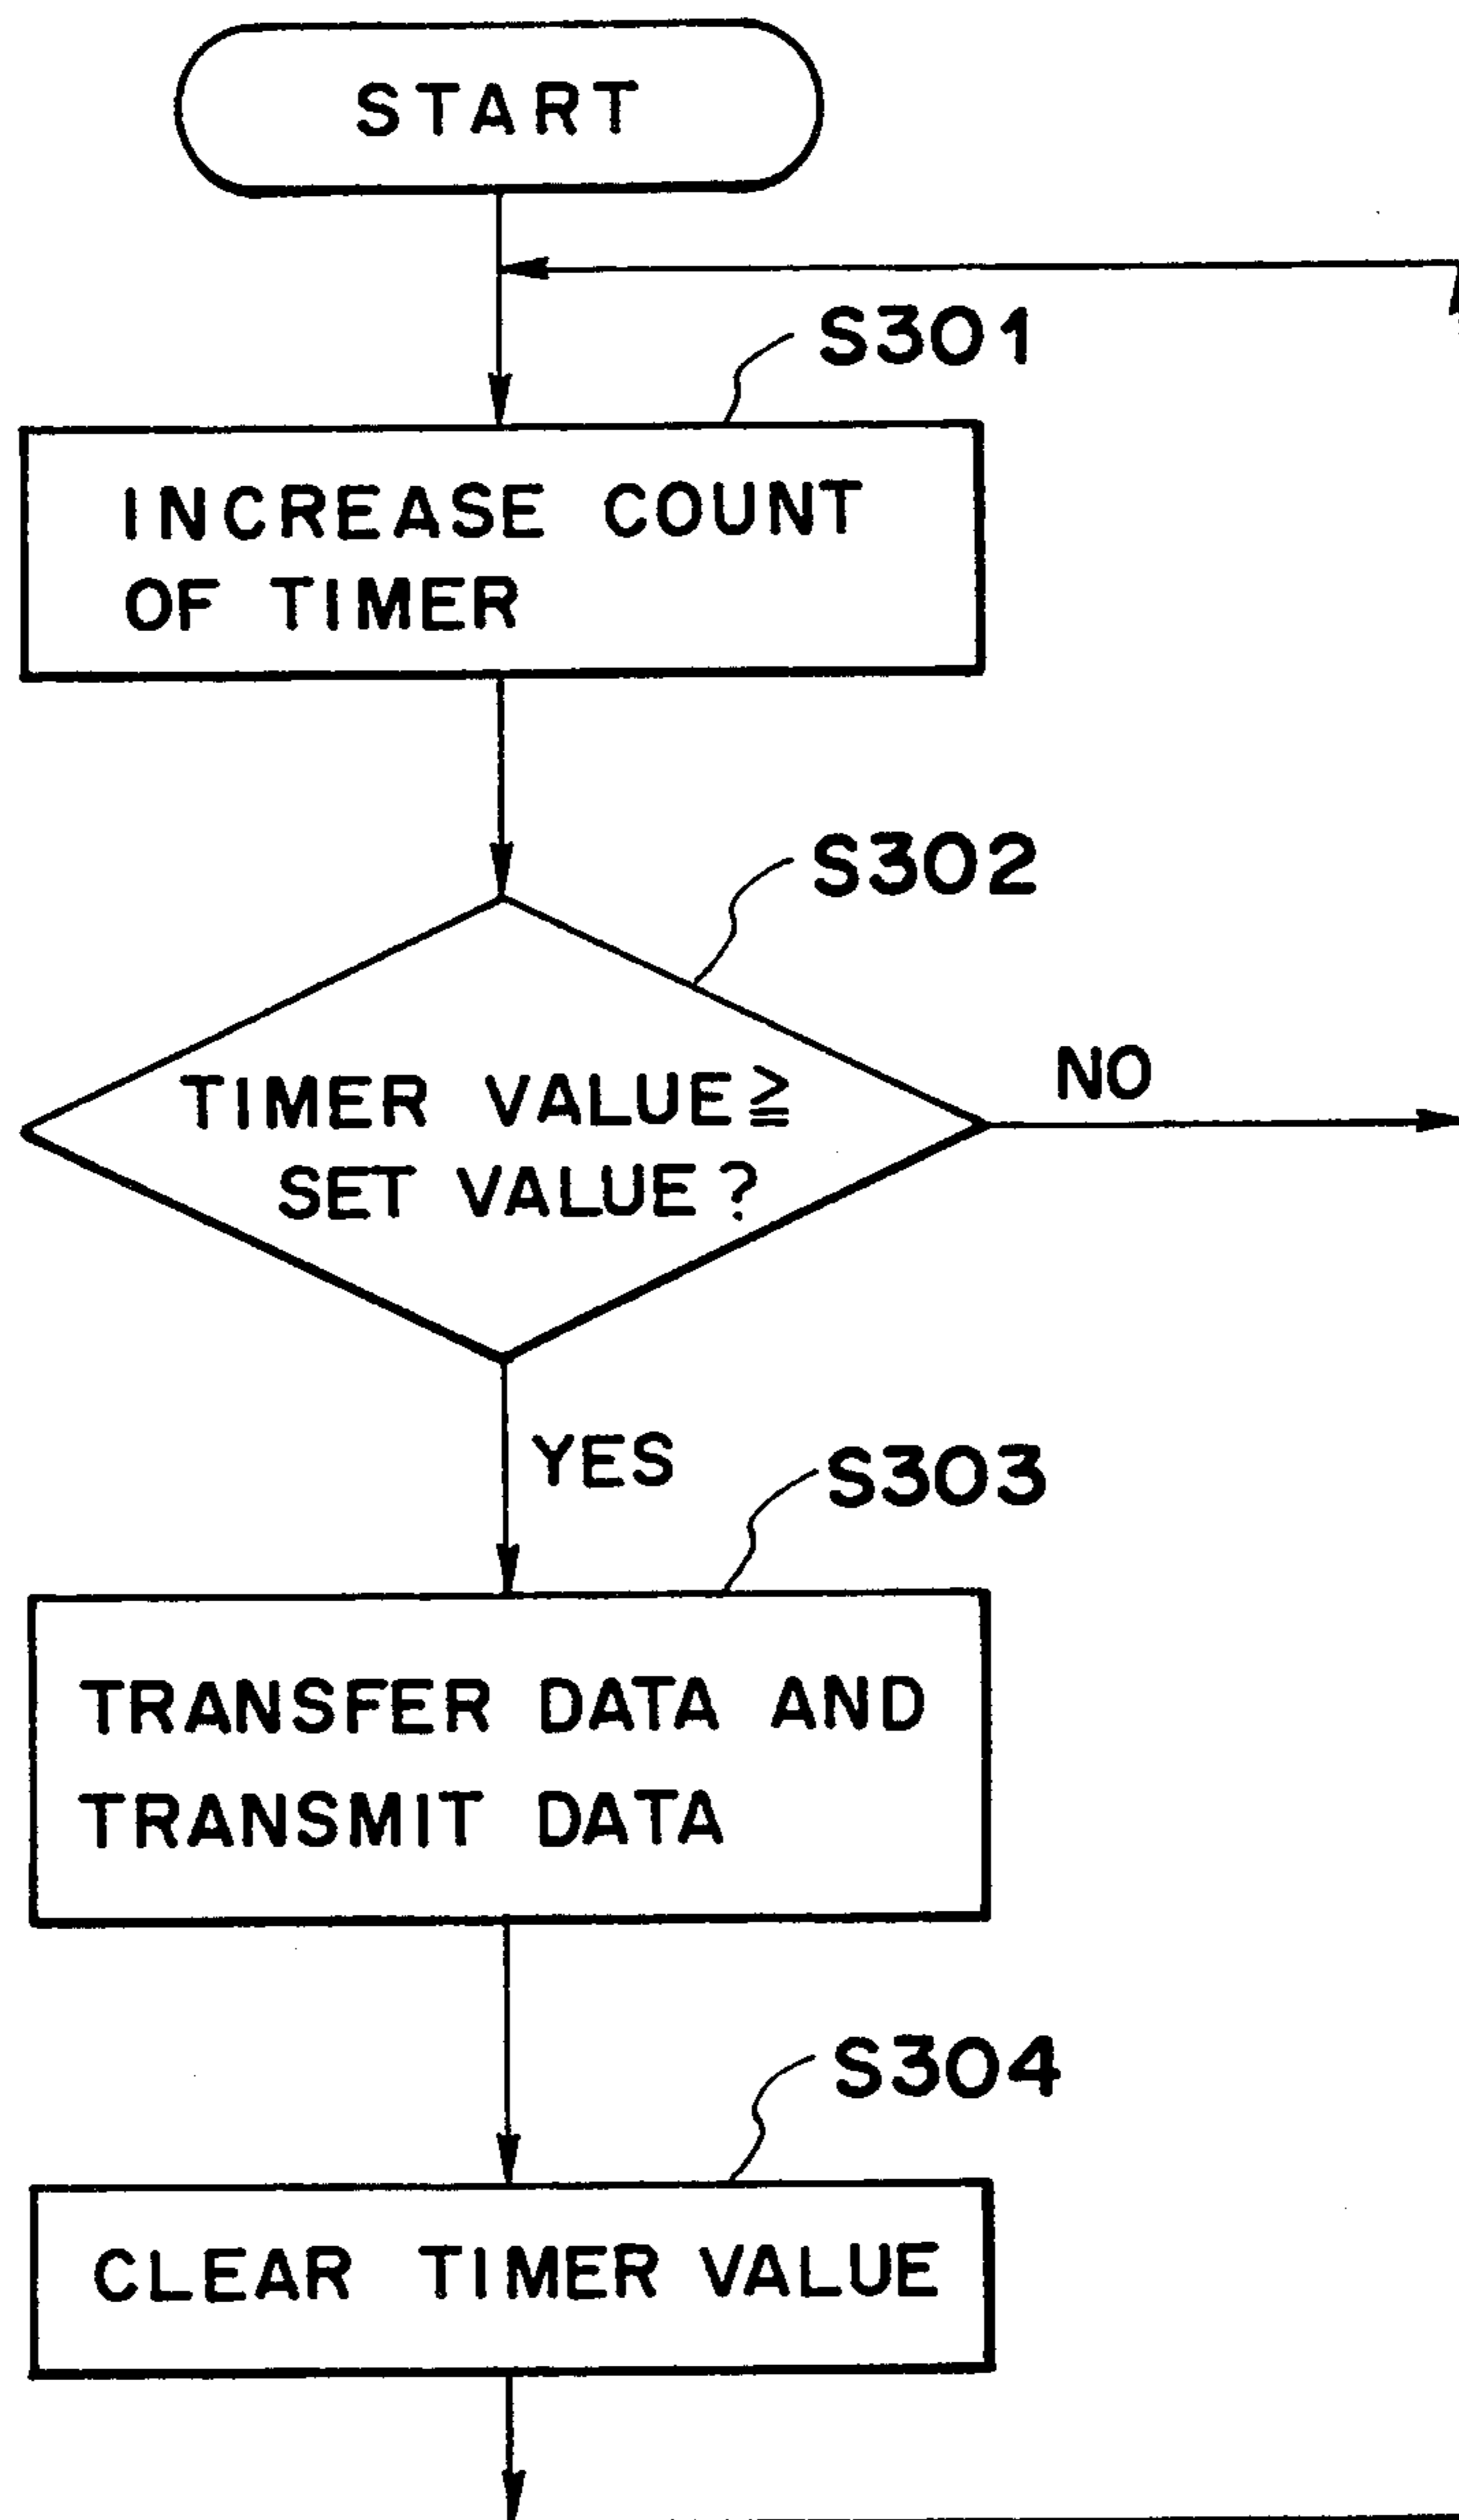 START
S301
INCREASE COUNT
OF TIMER
S302
TIMER VALUE≧
SET VALUE?
NO
YES
S303
TRANSFER DATA AND
TRANSMIT DATA
S304
CLEAR TIMER VALUE